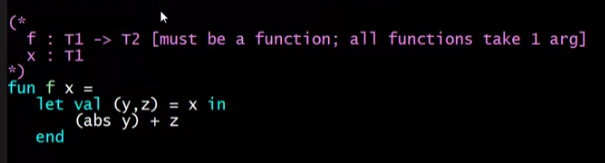 (*
f : T1 -> T2 [must be a function; all functions take 1 arg]
x : T1
*)
fun f x =
let val (y,z) = x in
(abs y) + z
end